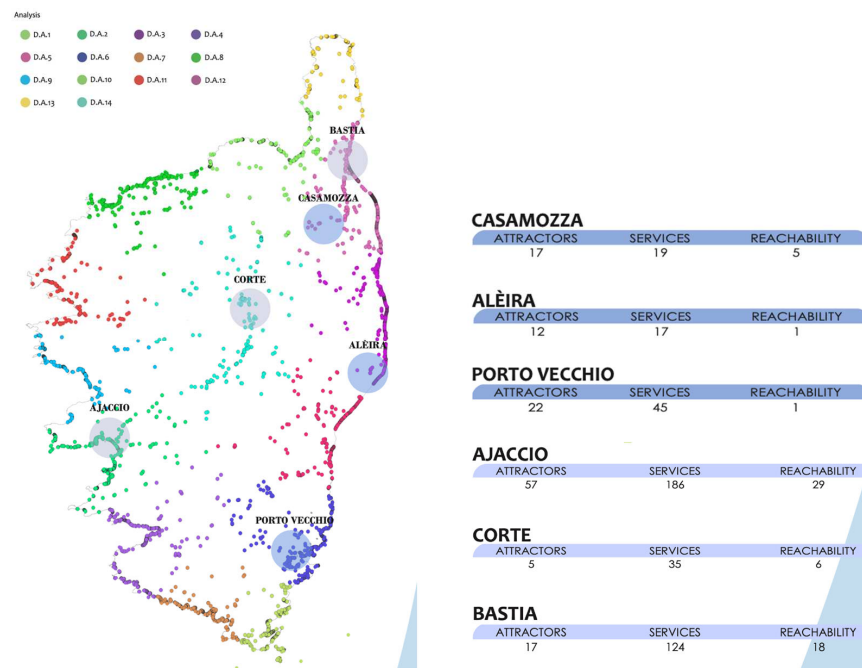 Analysis
D.A.1 D.A.2 D.A.3 D.A.4
D.A.5 D.A.6 D.A.7 D.A.8
D.A.9 D.A.10 D.A.11 D.A.12
D.A.13 D.A.14
BASTIA
CASAMOZZA
CORTE
ALÈIRA
AJACCIO
PORTO VECCHIO
CASAMOZZA
ATTRACTORS SERVICES REACHABILITY
17 19 5
ALÈIRA
ATTRACTORS SERVICES REACHABILITY
12 17 1
PORTO VECCHIO
ATTRACTORS SERVICES REACHABILITY
22 45 1
AJACCIO
ATTRACTORS SERVICES REACHABILITY
57 186 29
CORTE
ATTRACTORS SERVICES REACHABILITY
5 35 6
BASTIA
ATTRACTORS SERVICES REACHABILITY
17 124 18